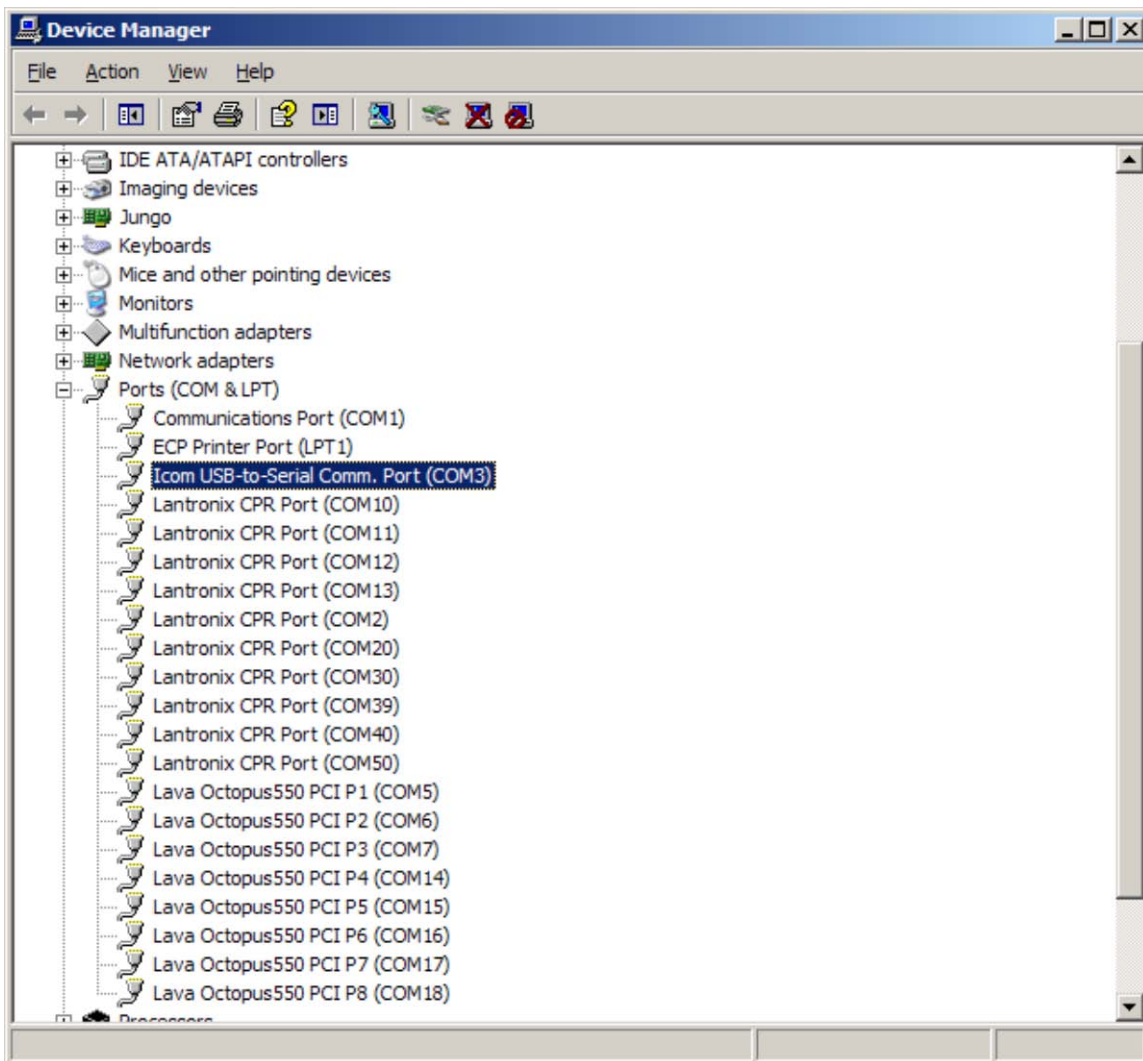 Device Manager
File Action View Help
IDE ATA/ATAPI controllers
Imaging devices
Jungo
Keyboards
Mice and other pointing devices
Monitors
Multifunction adapters
Network adapters
Ports (COM & LPT)
Communications Port (COM1)
ECP Printer Port (LPT1)
Icom USB-to-Serial Comm. Port (COM3)
Lantronix CPR Port (COM10)
Lantronix CPR Port (COM11)
Lantronix CPR Port (COM12)
Lantronix CPR Port (COM13)
Lantronix CPR Port (COM2)
Lantronix CPR Port (COM20)
Lantronix CPR Port (COM30)
Lantronix CPR Port (COM39)
Lantronix CPR Port (COM40)
Lantronix CPR Port (COM50)
Lava Octopus550 PCI P1 (COM5)
Lava Octopus550 PCI P2 (COM6)
Lava Octopus550 PCI P3 (COM7)
Lava Octopus550 PCI P4 (COM14)
Lava Octopus550 PCI P5 (COM15)
Lava Octopus550 PCI P6 (COM16)
Lava Octopus550 PCI P7 (COM17)
Lava Octopus550 PCI P8 (COM18)
Processors